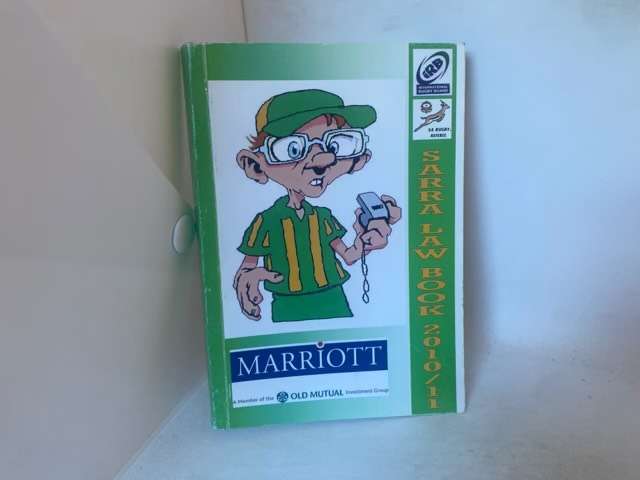 IRB
INTERNATIONAL
RUGBY BOARD
SA RUGBY
REFEREE
SARRA LAW BOOK 2010/11
MARRIOTT
A Member of the OLD MUTUAL Investment Group